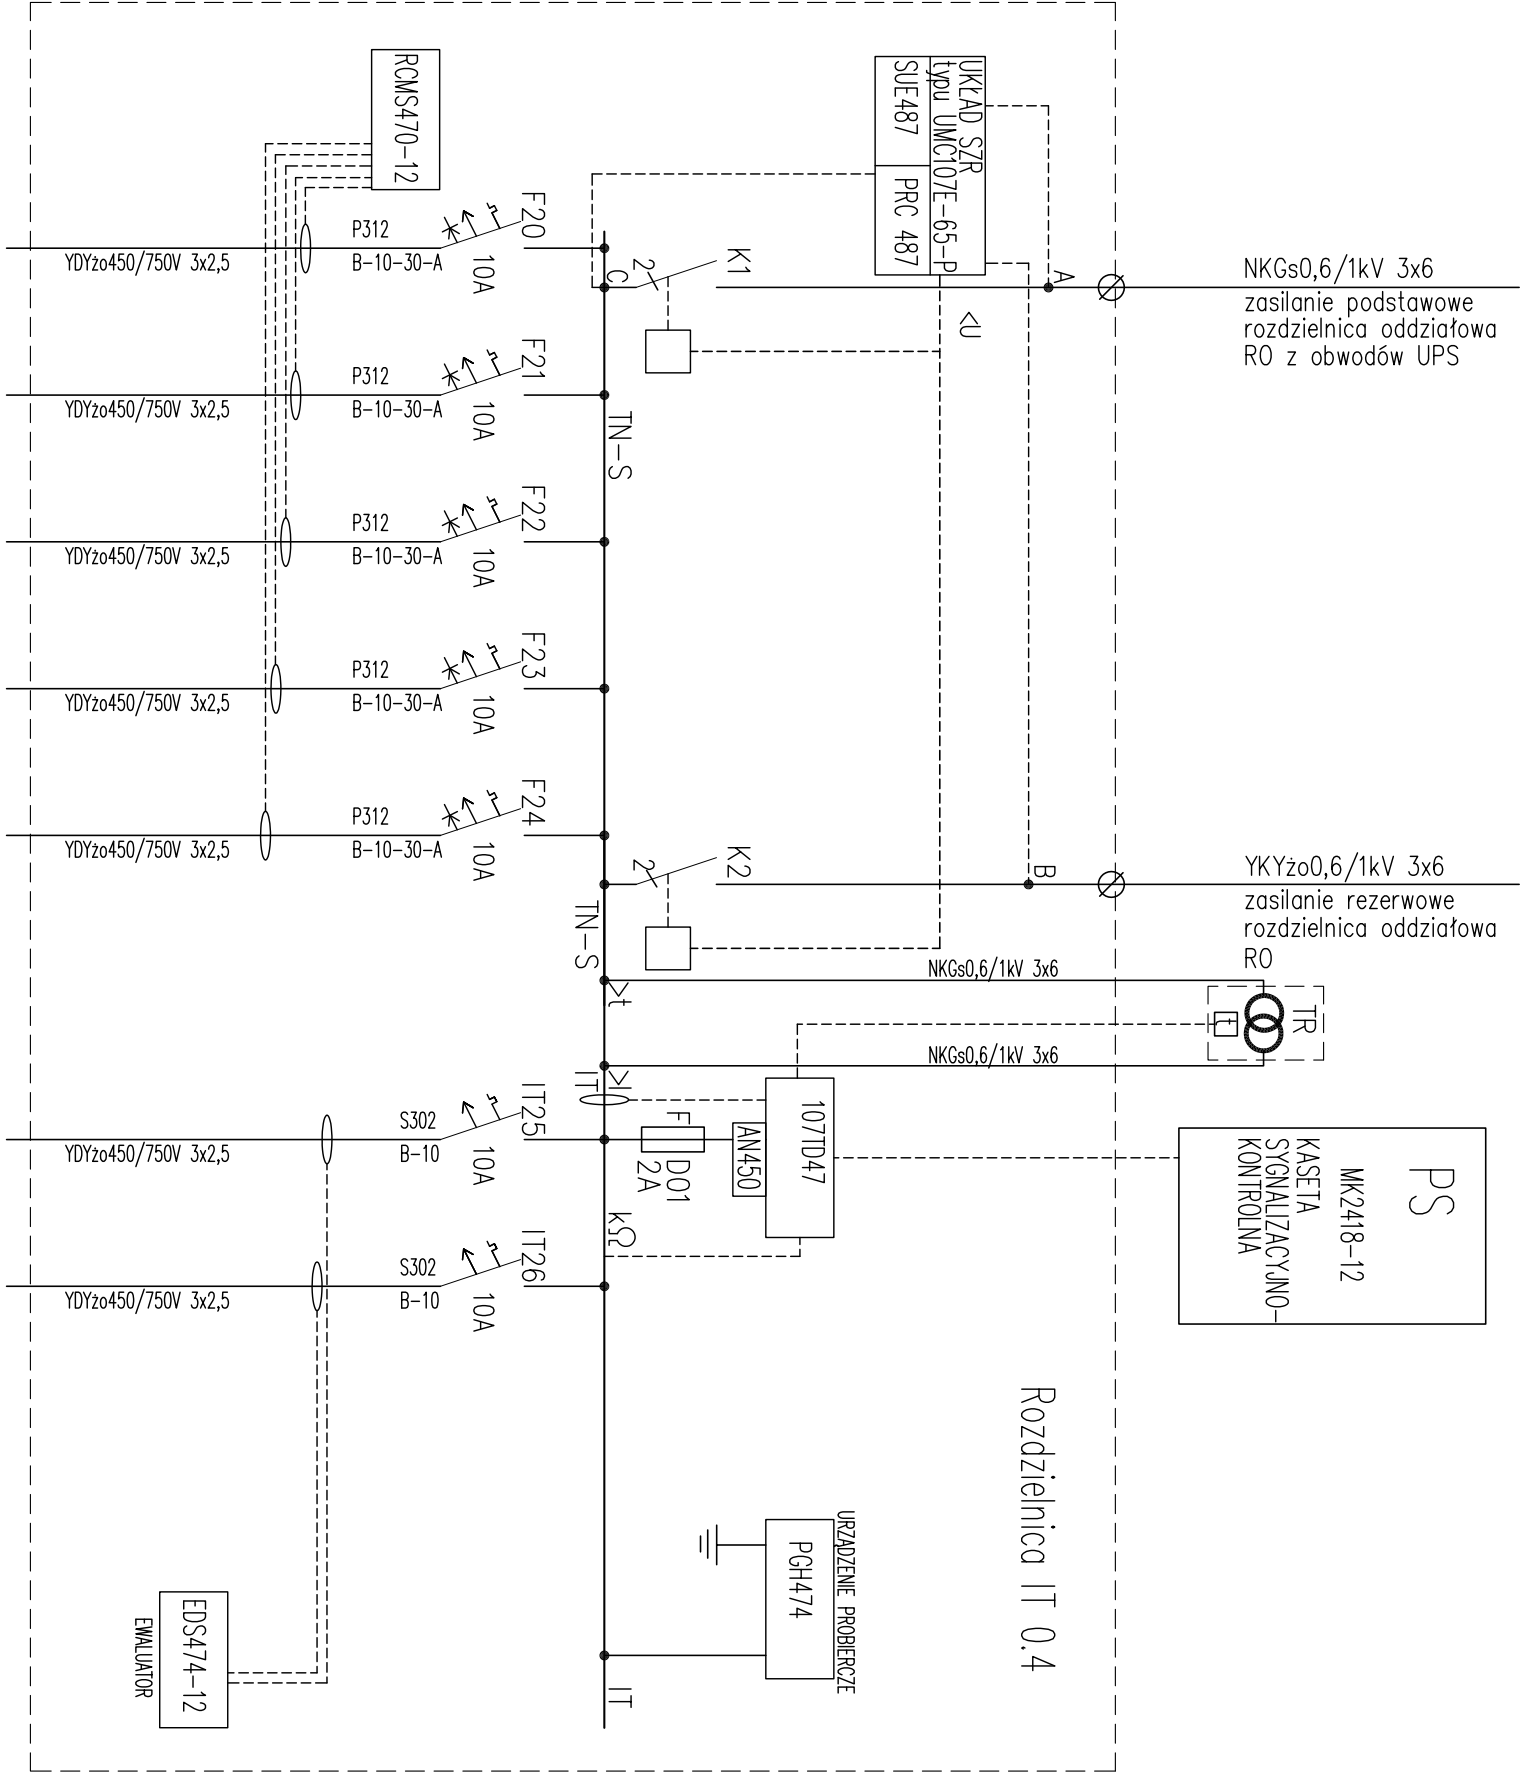 RCMS470-12
UKŁAD SZR
typu UMC107E-65-P
SUE487
PRC 487
A
NKGs0,6/1kV 3x6
zasilanie podstawowe
rozdzielnica oddziałowa
RO z obwodów UPS
<U
K1
2
C
F20
10A
P312
B-10-30-A
YDYżo450/750V 3x2,5
F21
10A
P312
B-10-30-A
YDYżo450/750V 3x2,5
TN-S
F22
10A
P312
B-10-30-A
YDYżo450/750V 3x2,5
F23
10A
P312
B-10-30-A
YDYżo450/750V 3x2,5
F24
10A
P312
B-10-30-A
YDYżo450/750V 3x2,5
K2
2
B
YKYżo0,6/1kV 3x6
zasilanie rezerwowe
rozdzielnica oddziałowa
RO
TN-S
NKGs0,6/1kV 3x6
>t
TR
t
NKGs0,6/1kV 3x6
>I
IT
107TD47
AN450
F
D01
2A
IT25
10A
S302
B-10
YDYżo450/750V 3x2,5
kΩ
IT26
10A
S302
B-10
YDYżo450/750V 3x2,5
PS
MK2418-12
KASETA
SYGNALIZACYJNO-
KONTROLNA
Rozdzielnica IT 0.4
URZĄDZENIE PROBIERCZE
PGH474
IT
EDS474-12
EWALUATOR